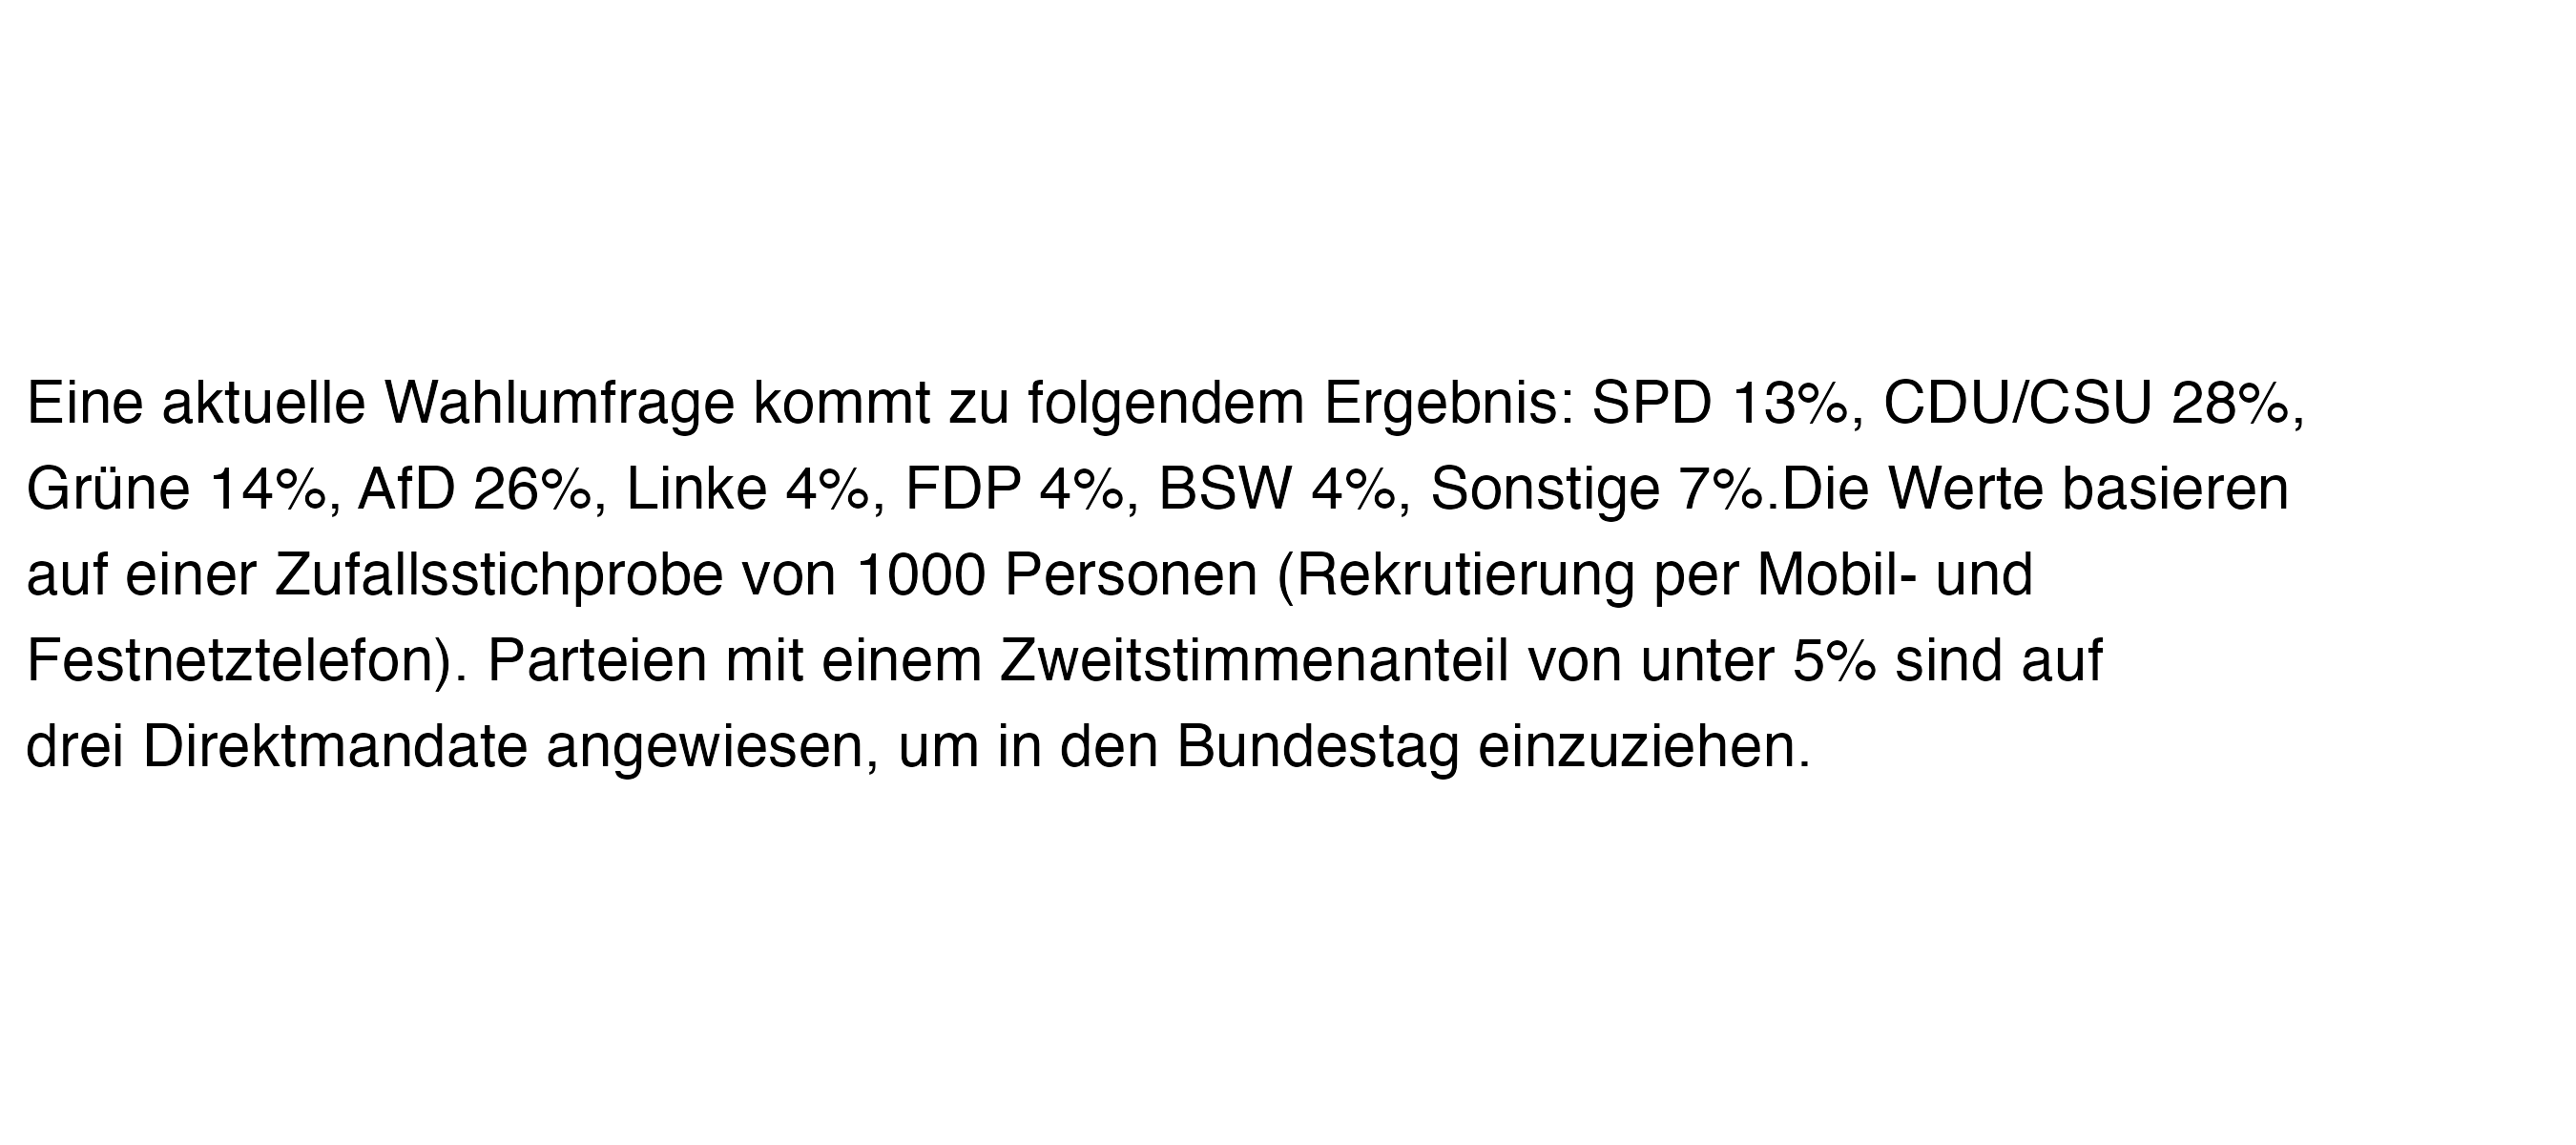 Eine aktuelle Wahlumfrage kommt zu folgendem Ergebnis: SPD 13%, CDU/CSU 28%,
Grüne 14%, AfD 26%, Linke 4%, FDP 4%, BSW 4%, Sonstige 7%.Die Werte basieren
auf einer Zufallsstichprobe von 1000 Personen (Rekrutierung per Mobil- und
Festnetztelefon). Parteien mit einem Zweitstimmenanteil von unter 5% sind auf
drei Direktmandate angewiesen, um in den Bundestag einzuziehen.